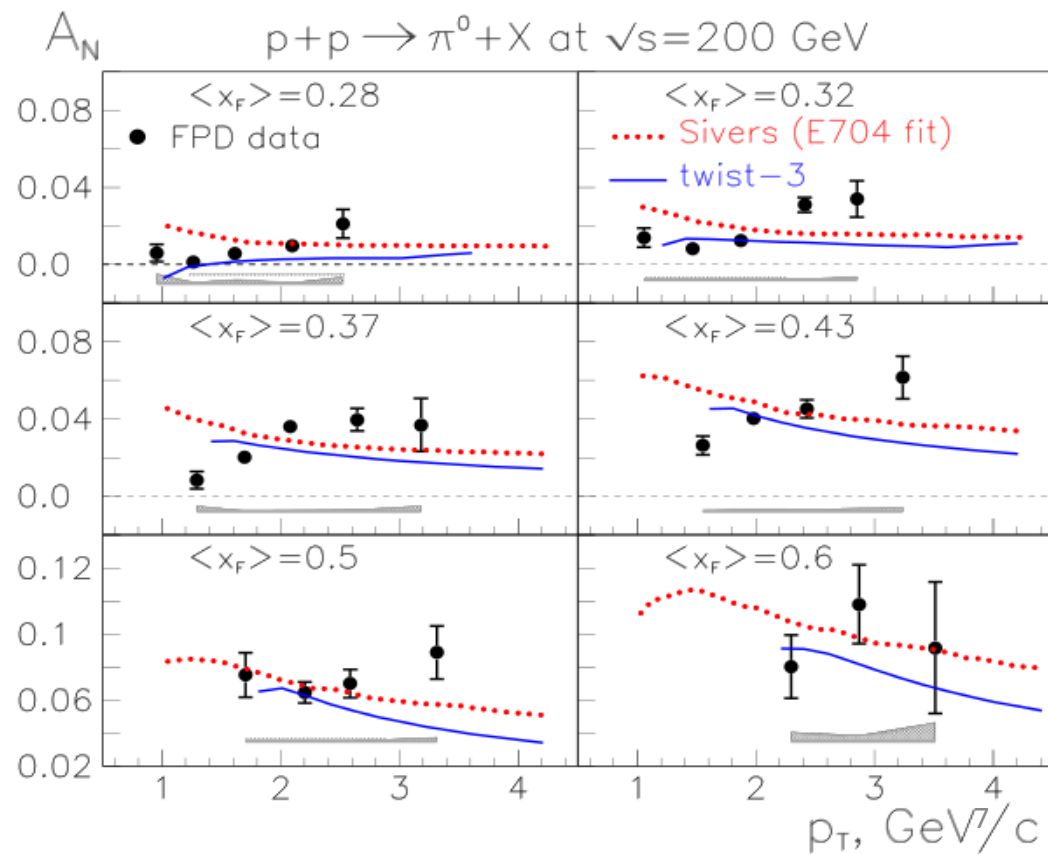 A_N p+p → π⁰+X at √s=200 GeV
<x_F>=0.28
<x_F>=0.32
FPD data
Sivers (E704 fit)
twist−3
0.08
0.04
0.0
<x_F>=0.37
<x_F>=0.43
0.08
0.04
0.0
<x_F>=0.5
<x_F>=0.6
0.12
0.1
0.08
0.06
0.04
0.02
1 2 3 4 1 2 3 4
p_T, GeV⁷/c